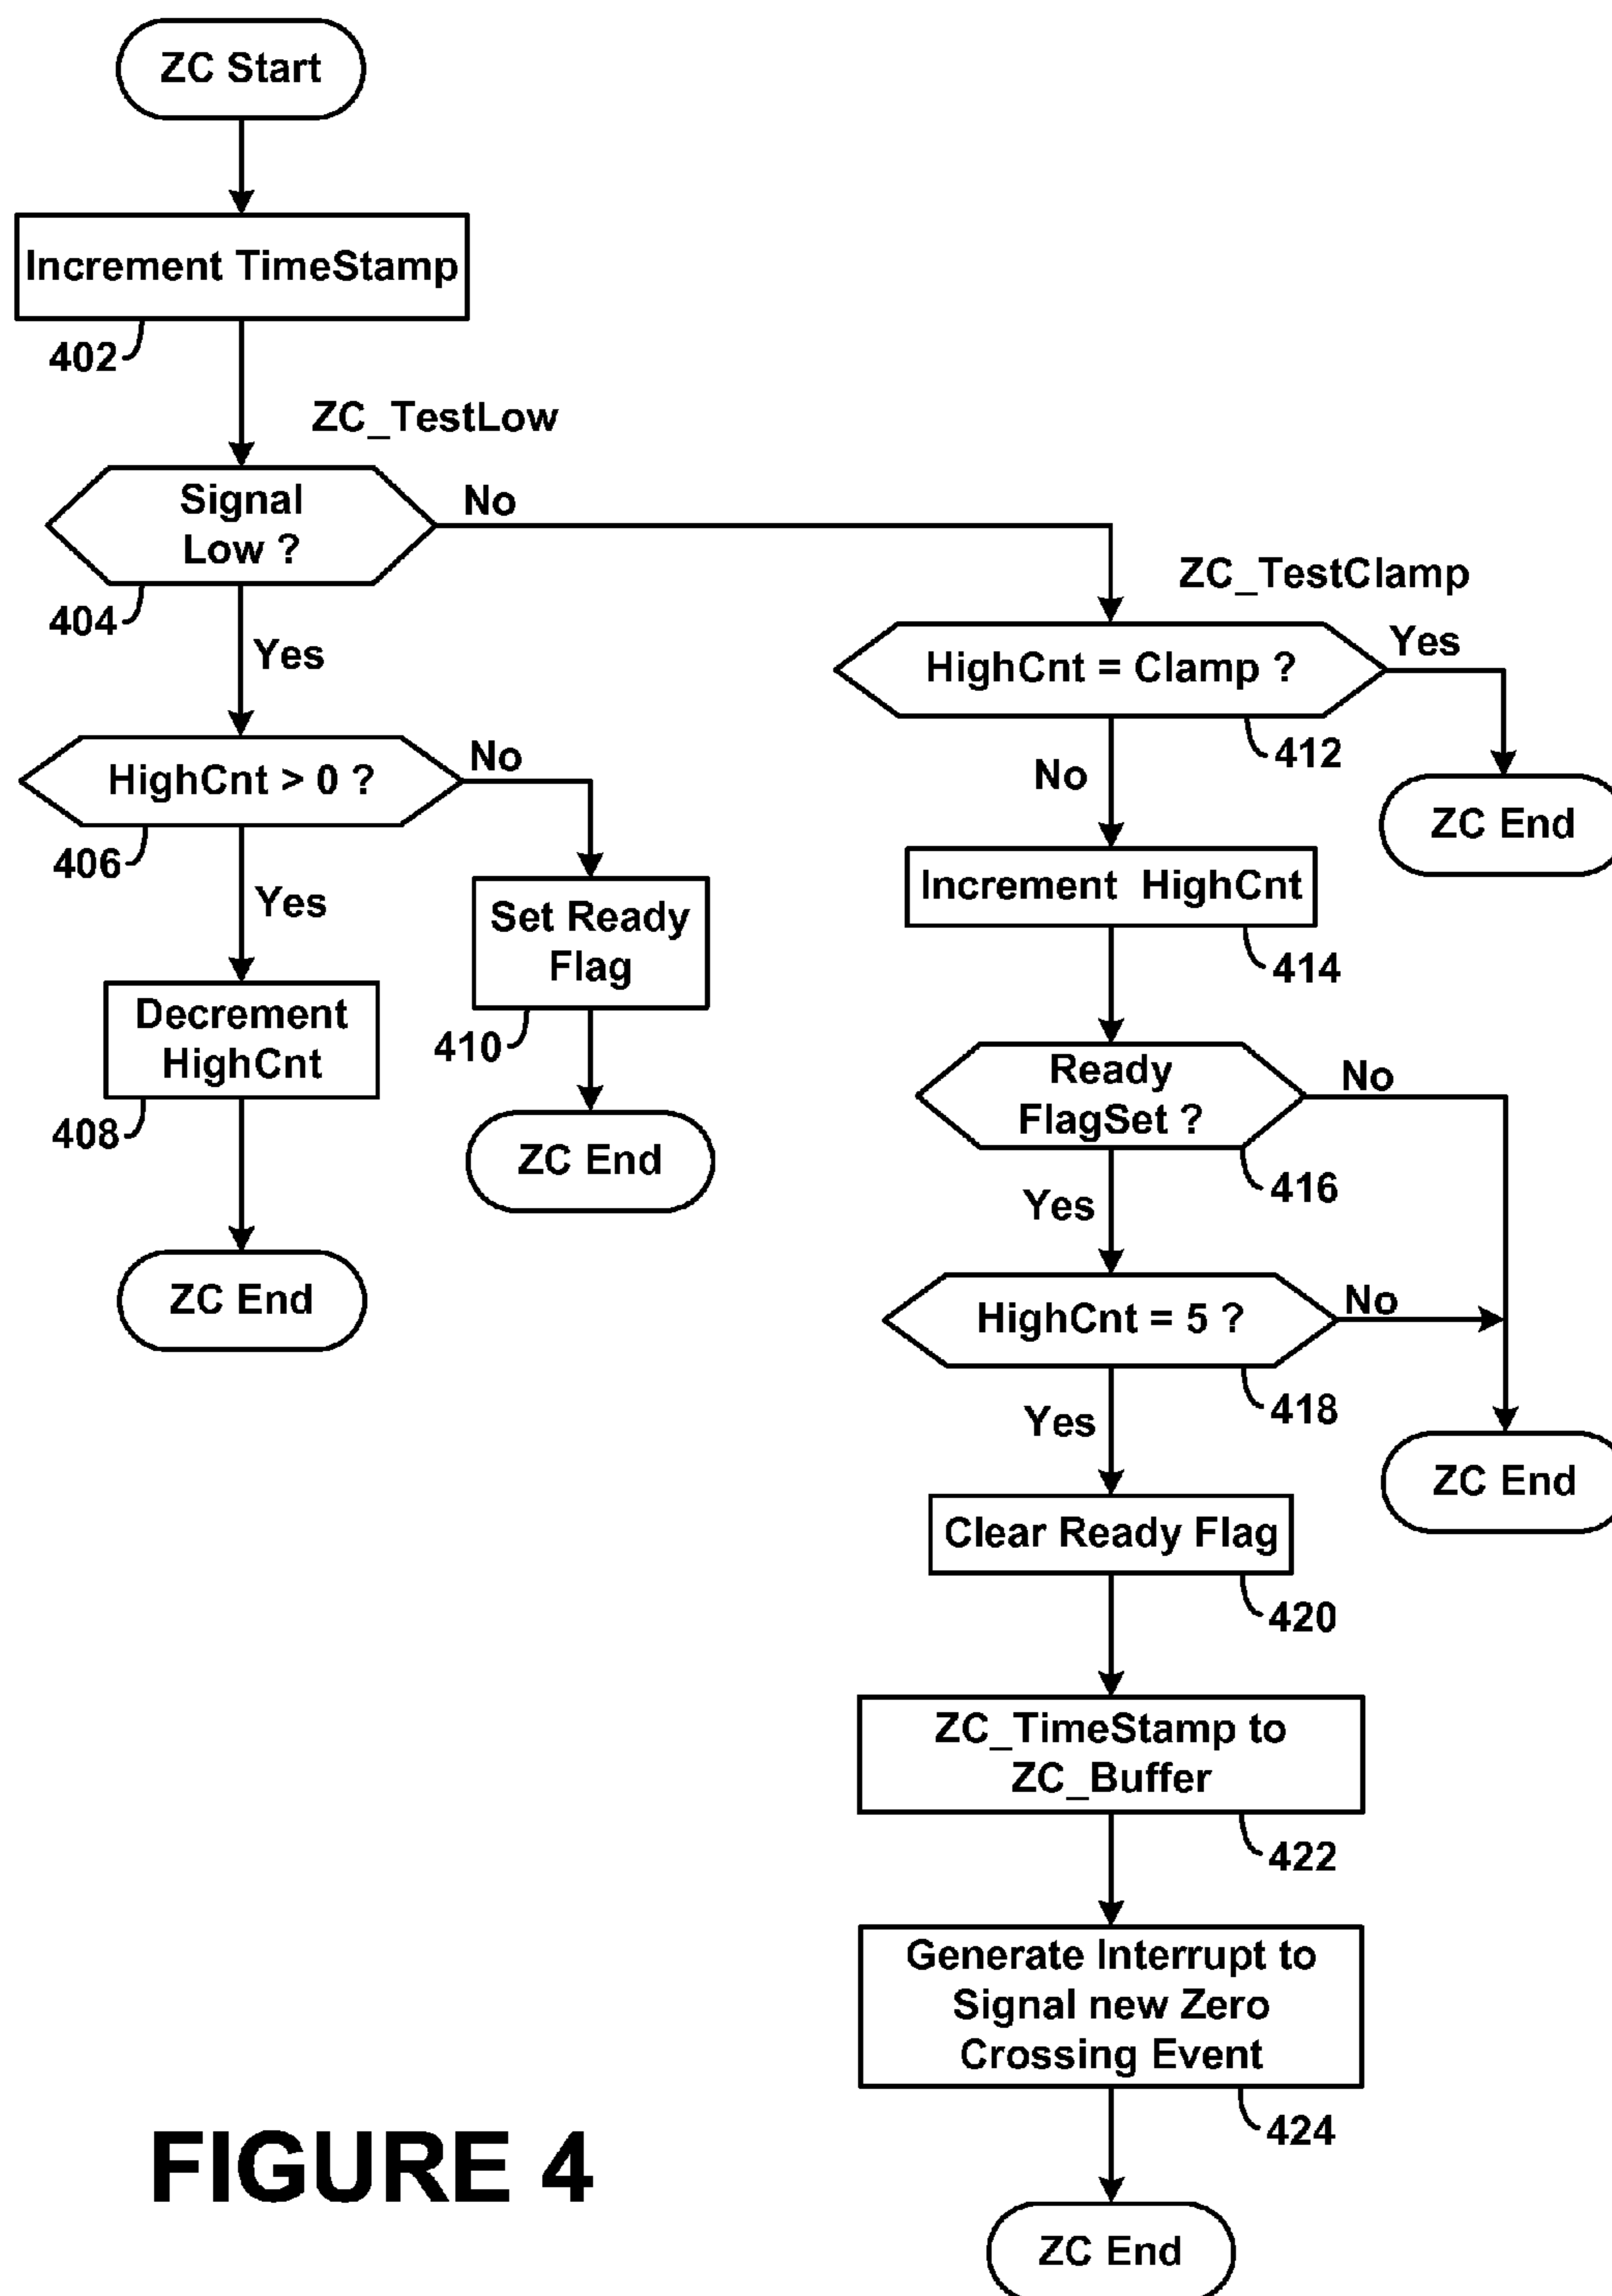 ZC Start
Increment TimeStamp
402
ZC_TestLow
Signal
Low ?
No
404
Yes
HighCnt > 0 ?
No
406
Yes
Set Ready
Flag
410
ZC End
Decrement
HighCnt
408
ZC End
ZC_TestClamp
HighCnt = Clamp ?
Yes
412
ZC End
No
Increment HighCnt
414
Ready
FlagSet ?
No
416
Yes
HighCnt = 5 ?
No
418
ZC End
Yes
Clear Ready Flag
420
ZC_TimeStamp to
ZC_Buffer
422
Generate Interrupt to
Signal new Zero
Crossing Event
424
ZC End
FIGURE 4